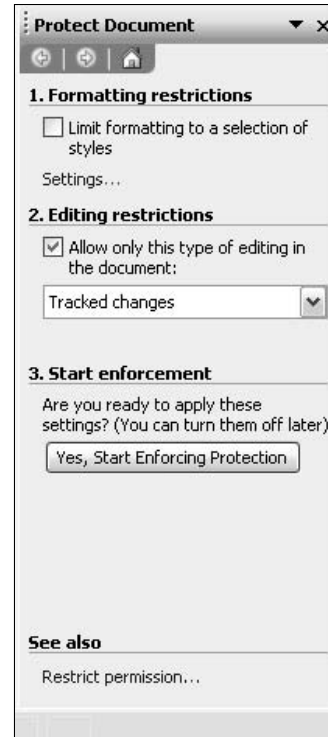 Protect Document
1. Formatting restrictions
Limit formatting to a selection of
styles
Settings...
2. Editing restrictions
Allow only this type of editing in
the document:
Tracked changes
3. Start enforcement
Are you ready to apply these
settings? (You can turn them off later)
Yes, Start Enforcing Protection
See also
Restrict permission...